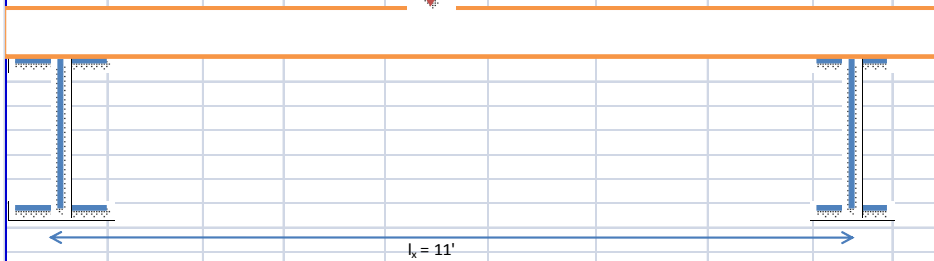 lₓ = 11'